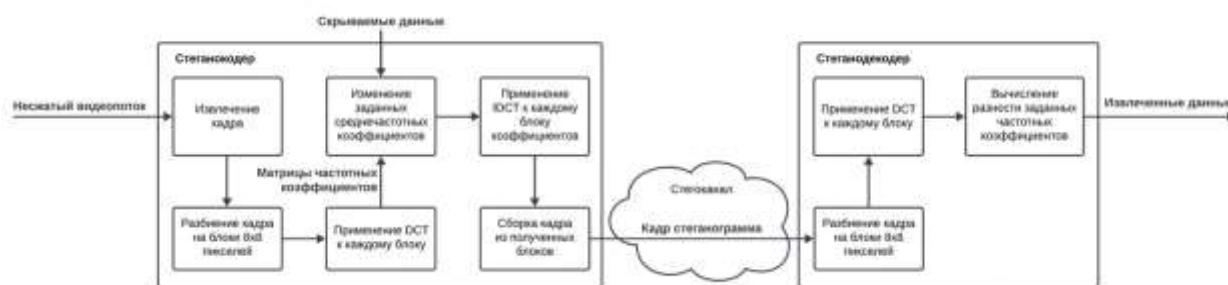 Скрываемые данные
Стеганокодер
Несжатый видеопоток
Извлечение
кадра
Изменение
заданных
среднечастотных
коэффициентов
Применение
IDCT к каждому
блоку
коэффициентов
Матрицы частотных
коэффициентов
Разбиение кадра
на блоки 8x8
пикселей
Применение DCT
к каждому блоку
Сборка кадра
из полученных
блоков
Стегоканал
Кадр стеганограмма
Стеганодекодер
Применение DCT
к каждому блоку
Вычисление
разности заданных
частотных
коэффициентов
Извлеченные данные
Разбиение кадра
на блоки 8x8
пикселей